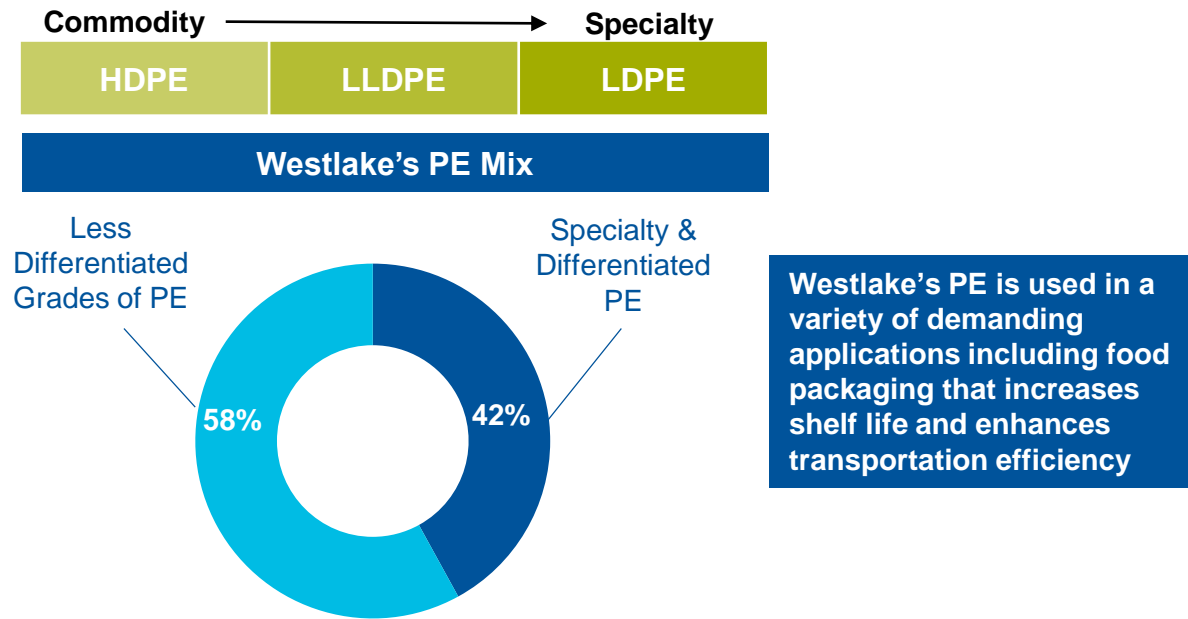 Commodity
Specialty
HDPE
LLDPE
LDPE
Westlake's PE Mix
Less
Differentiated
Grades of PE
Specialty &
Differentiated
PE
58%
42%
Westlake's PE is used in a
variety of demanding
applications including food
packaging that increases
shelf life and enhances
transportation efficiency